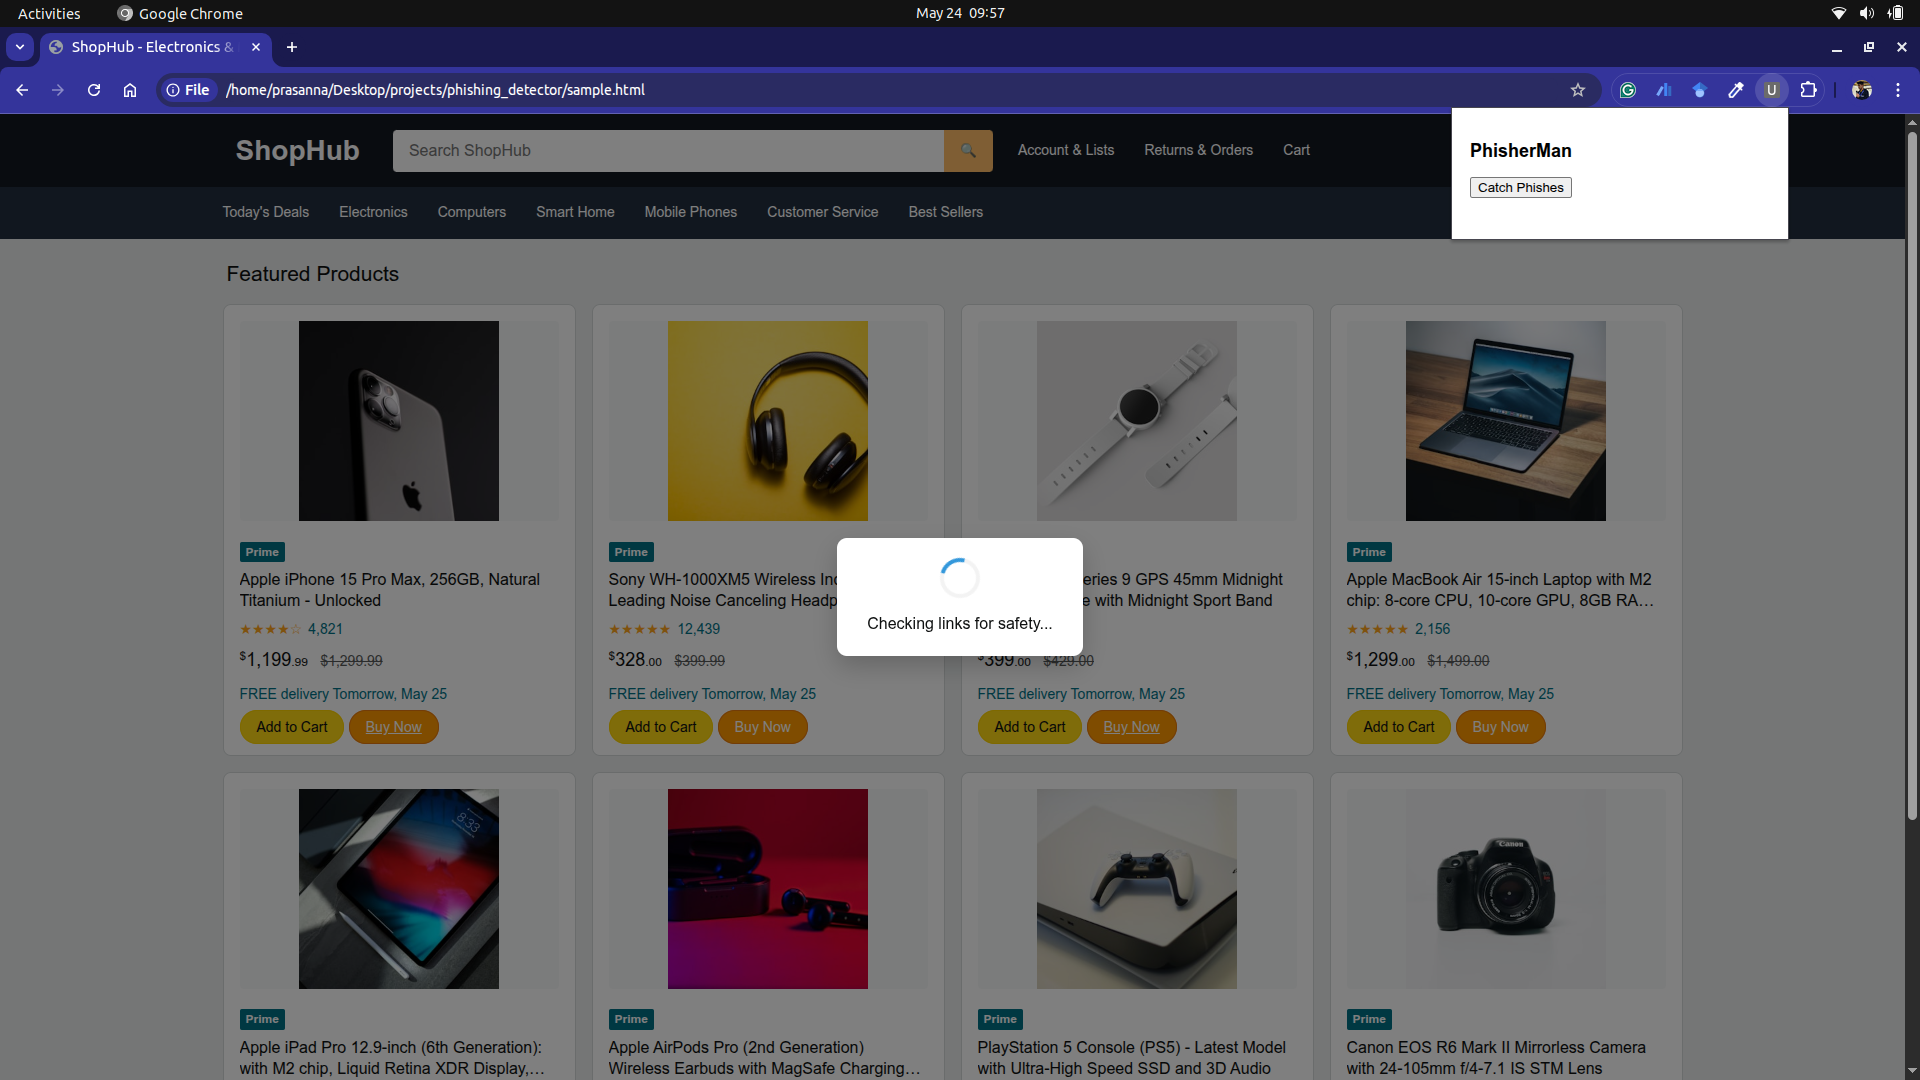 Activities
Google Chrome
May 24 09:57
ShopHub - Electronics &
File
/home/prasanna/Desktop/projects/phishing_detector/sample.html
U
ShopHub
Search ShopHub
Account & Lists
Returns & Orders
Cart
PhisherMan
Catch Phishes
Today's Deals
Electronics
Computers
Smart Home
Mobile Phones
Customer Service
Best Sellers
Featured Products
Prime
Apple iPhone 15 Pro Max, 256GB, Natural
Titanium - Unlocked
★★★★☆ 4,821
$1,199.99 $1,299.99
FREE delivery Tomorrow, May 25
Add to Cart
Buy Now
Prime
Sony WH-1000XM5 Wireless
Leading Noise Canceling
★★★★★ 12,439
$328.00 $399.99
FREE delivery Tomorrow, May 25
Add to Cart
Buy Now
Checking links for safety...
9 GPS 45mm Midnight
with Midnight Sport Band
$399.00 $429.00
FREE delivery Tomorrow, May 25
Add to Cart
Buy Now
Prime
Apple MacBook Air 15-inch Laptop with M2
chip: 8-core CPU, 10-core GPU, 8GB RA…
★★★★★ 2,156
$1,299.00 $1,499.00
FREE delivery Tomorrow, May 25
Add to Cart
Buy Now
8:33
Canon
Prime
Apple iPad Pro 12.9-inch (6th Generation):
with M2 chip, Liquid Retina XDR Display,…
Prime
Apple AirPods Pro (2nd Generation)
Wireless Earbuds with MagSafe Charging…
Prime
PlayStation 5 Console (PS5) - Latest Model
with Ultra-High Speed SSD and 3D Audio
Prime
Canon EOS R6 Mark II Mirrorless Camera
with 24-105mm f/4-7.1 IS STM Lens